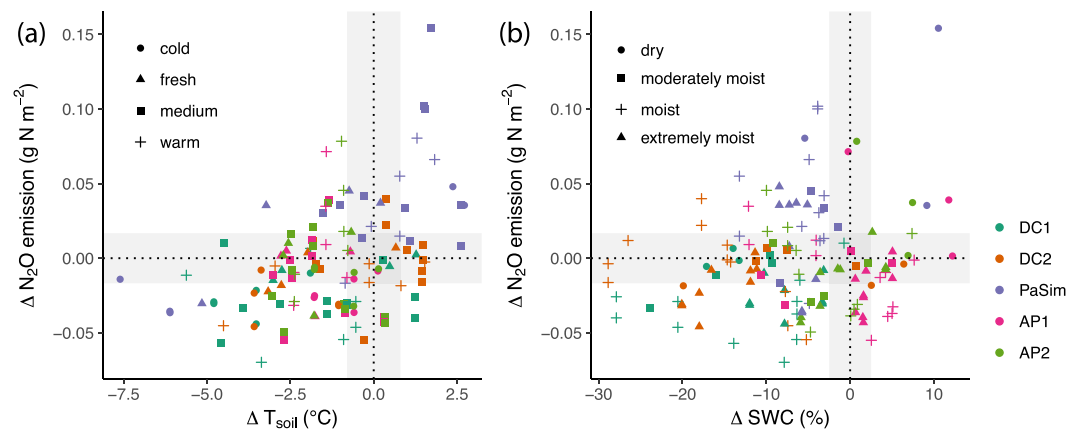 (a)
Δ N₂O emission (g N m⁻²)
0.15
0.10
0.05
0.00
−0.05
cold
fresh
medium
warm
−7.5 −5.0 −2.5 0.0 2.5
Δ Tsoil (°C)
(b)
Δ N₂O emission (g N m⁻²)
0.15
0.10
0.05
0.00
−0.05
dry
moderately moist
moist
extremely moist
−30 −20 −10 0 10
Δ SWC (%)
DC1
DC2
PaSim
AP1
AP2